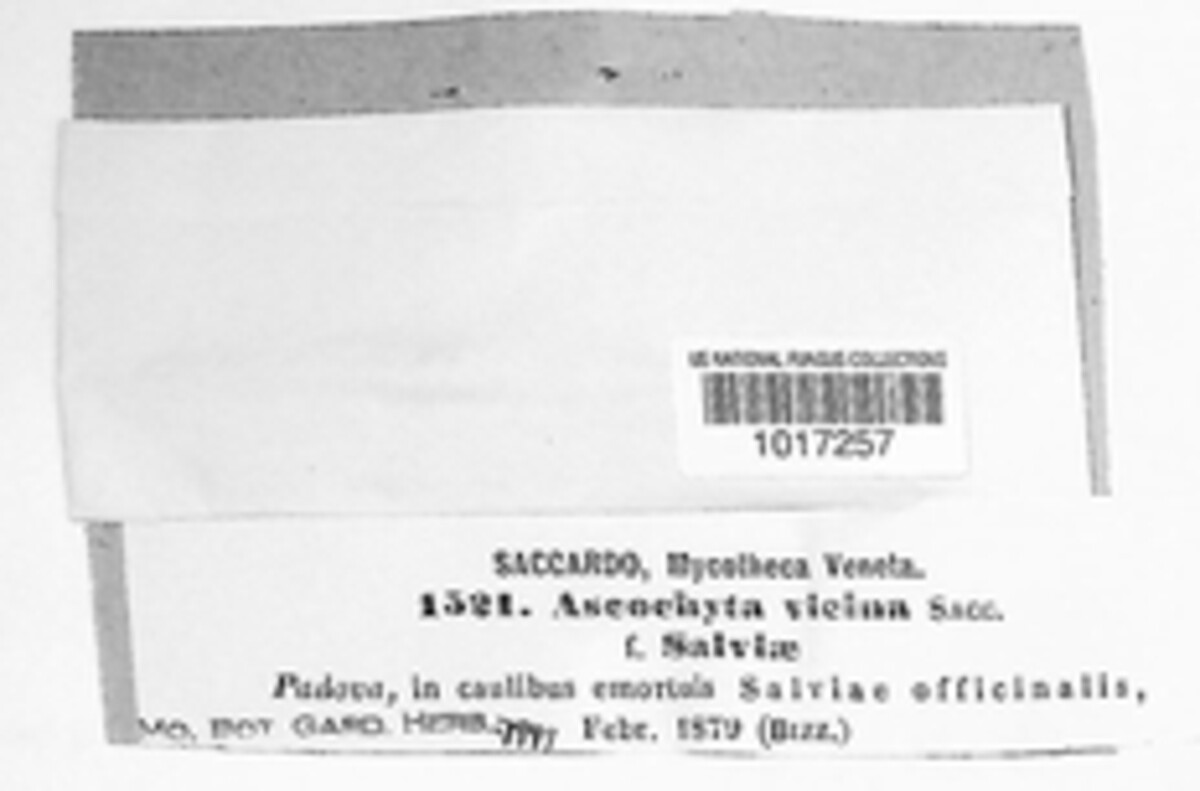 US NATIONAL FUNGUS COLLECTIONS
1017257
SACCARDO, Mycotheca Veneta.
1521. Ascochyta vicina SACC.
f. Salviæ
Padova, in caulibus emortuis Salviae officinalis,
MO. BOT. GARD. HERB. Febr. 1879 (BIZZ.)